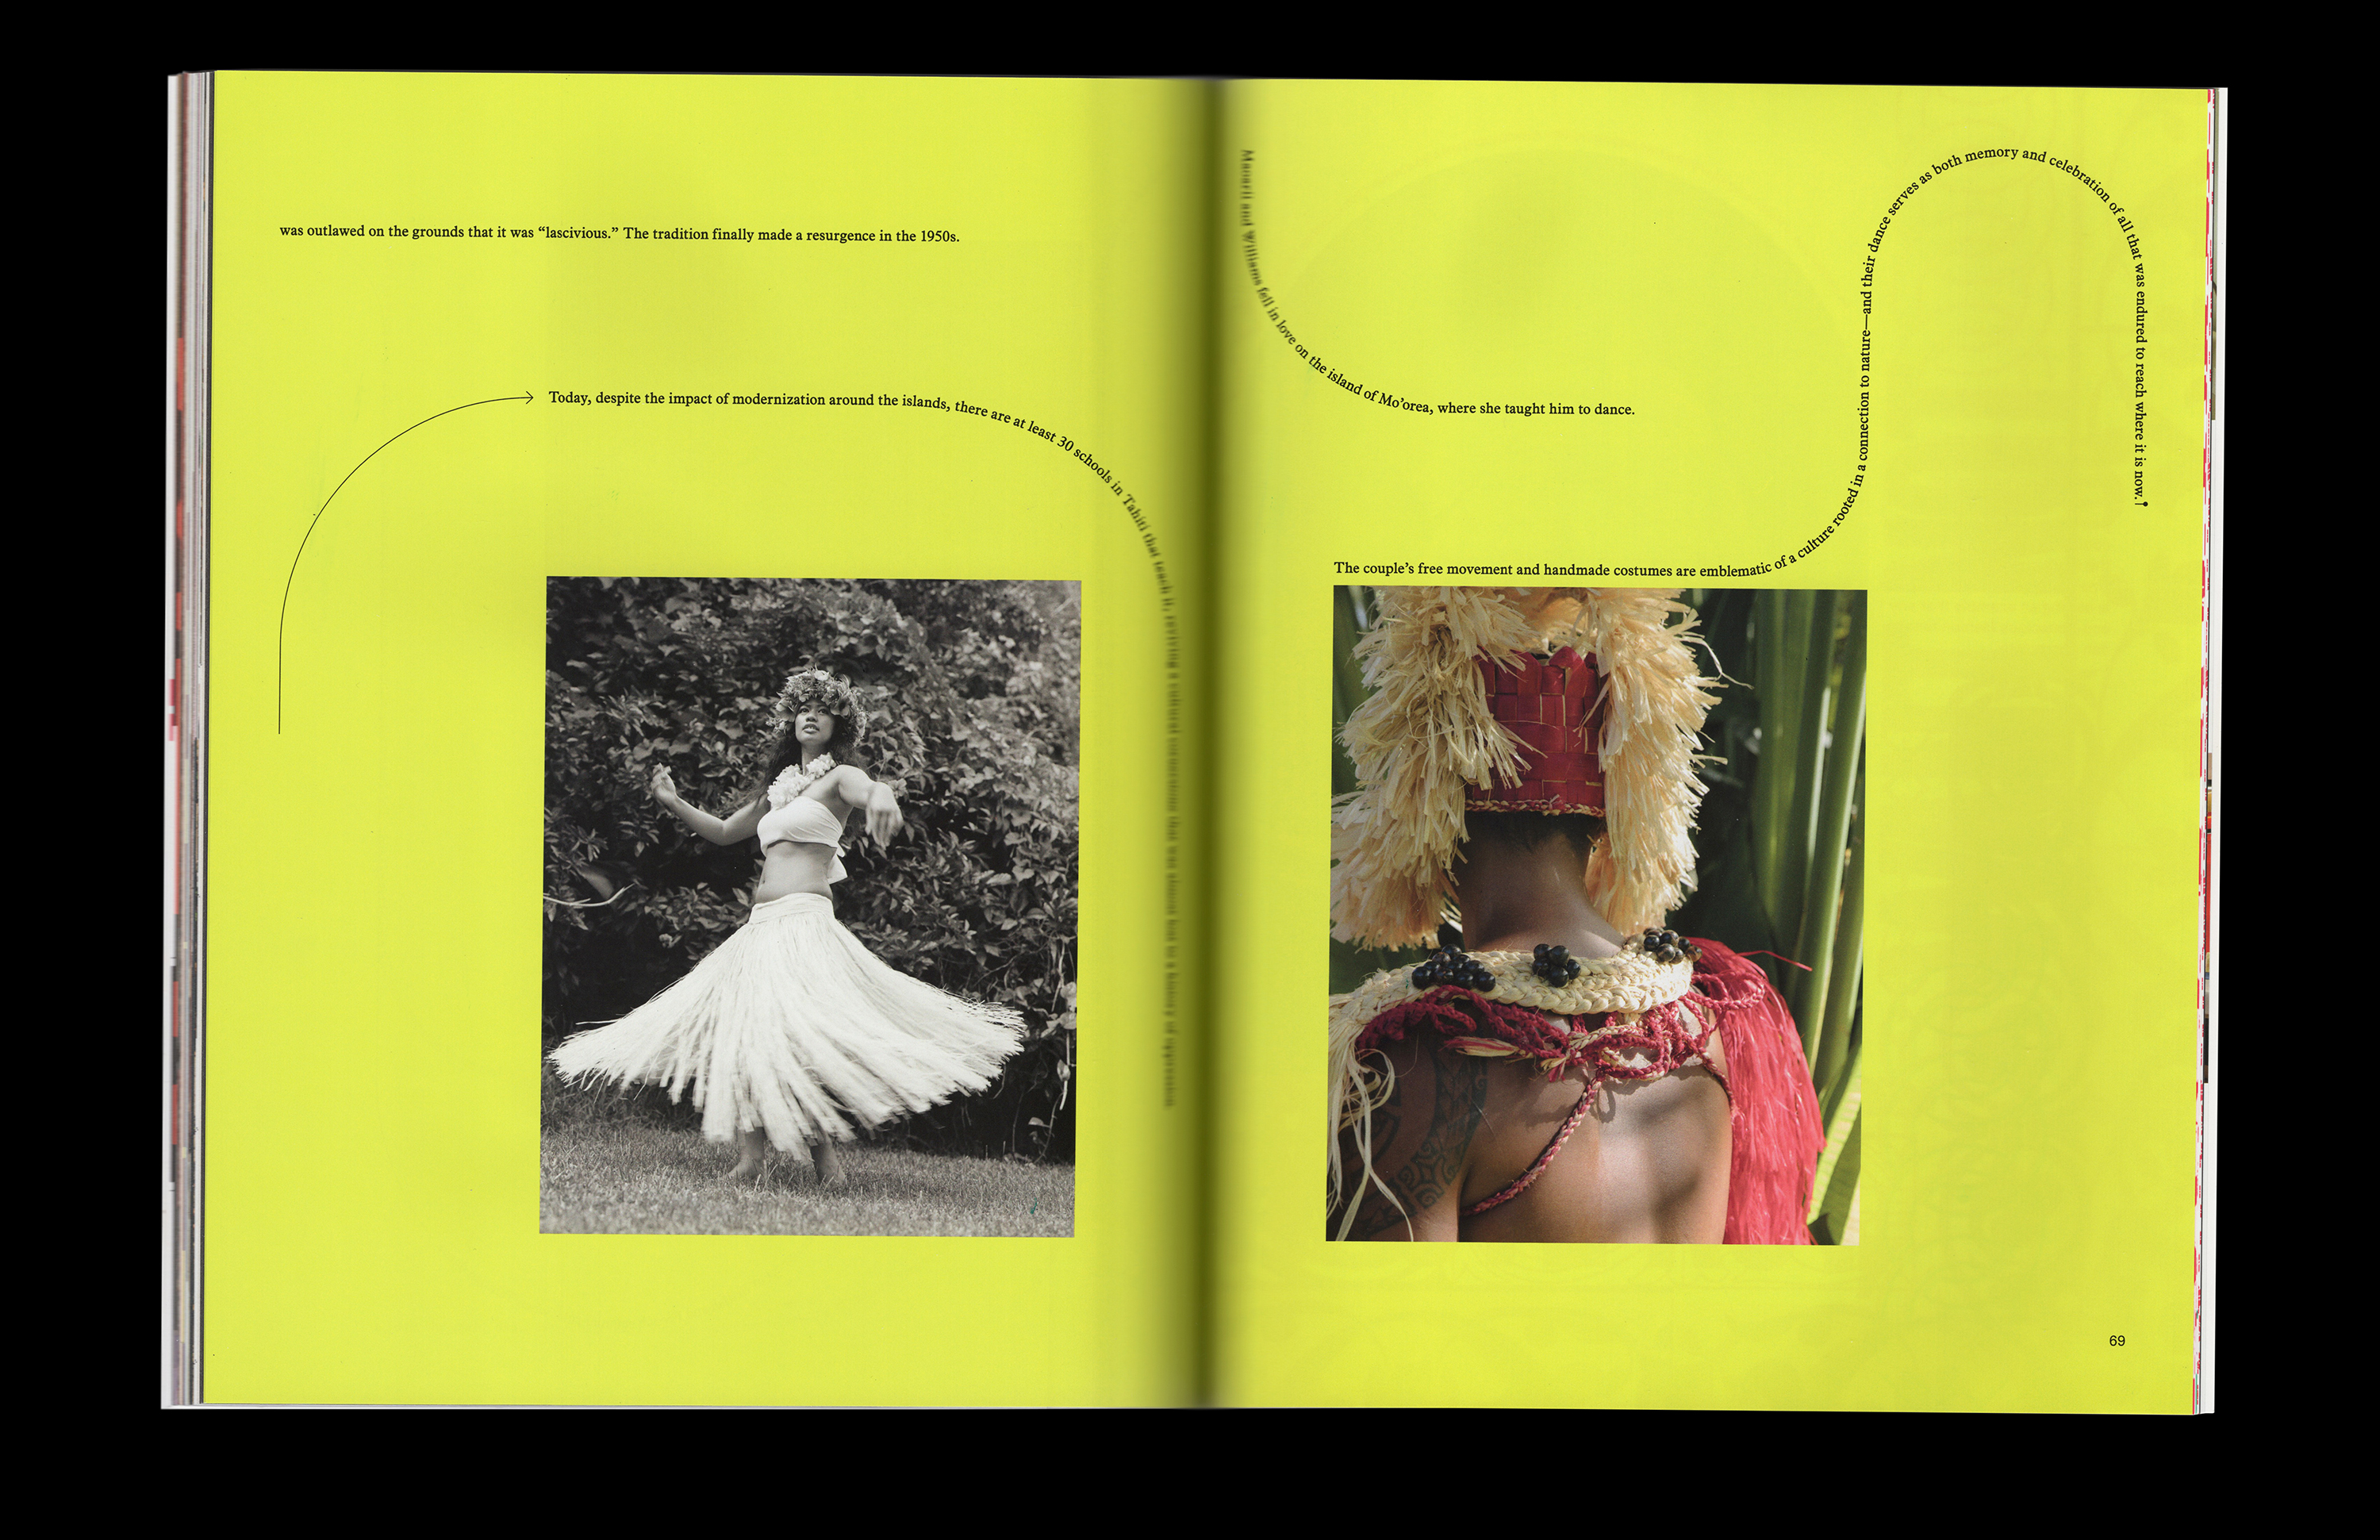 was outlawed on the grounds that it was “lascivious.” The tradition finally made a resurgence in the 1950s.
Today, despite the impact of modernization around the islands, there are at least 30 schools in Tahiti that teach it, reviving a cultural
Manarii and Williams fell in love on the island of Mo’orea, where she taught him to dance.
The couple’s free movement and handmade costumes are emblematic of a culture rooted in a connection to nature—and their dance serves as both memory and celebration of all that was endured to reach where it is now.
69